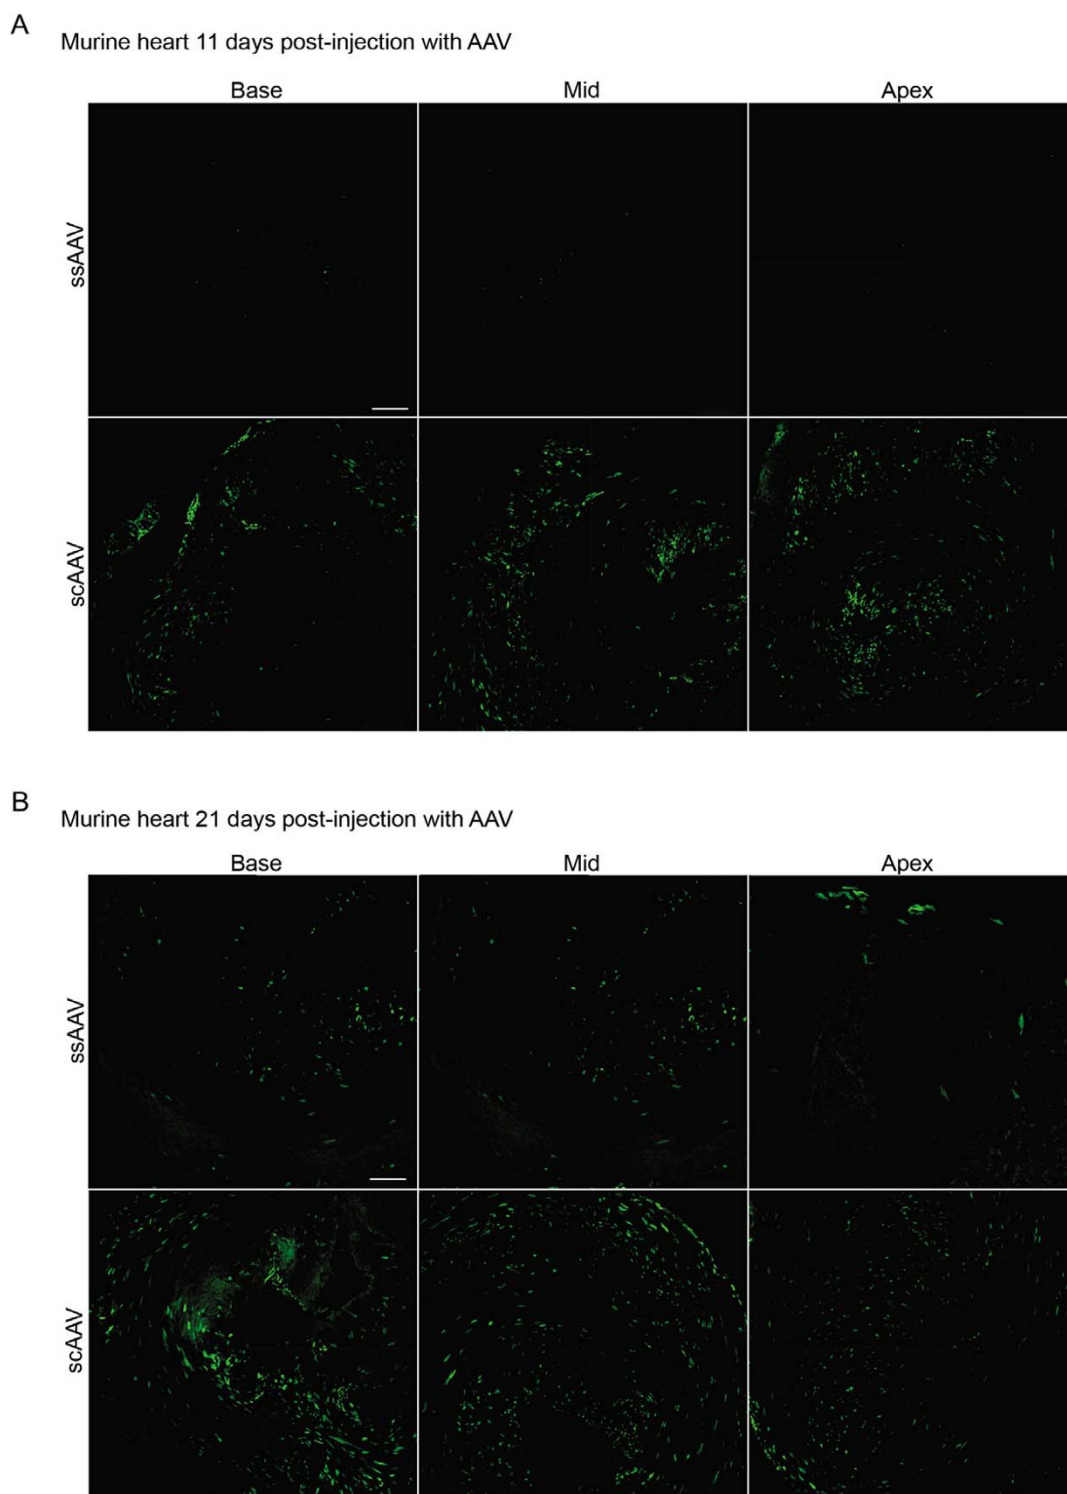 A
Murine heart 11 days post-injection with AAV
Base Mid Apex
ssAAV
scAAV
B
Murine heart 21 days post-injection with AAV
Base Mid Apex
ssAAV
scAAV